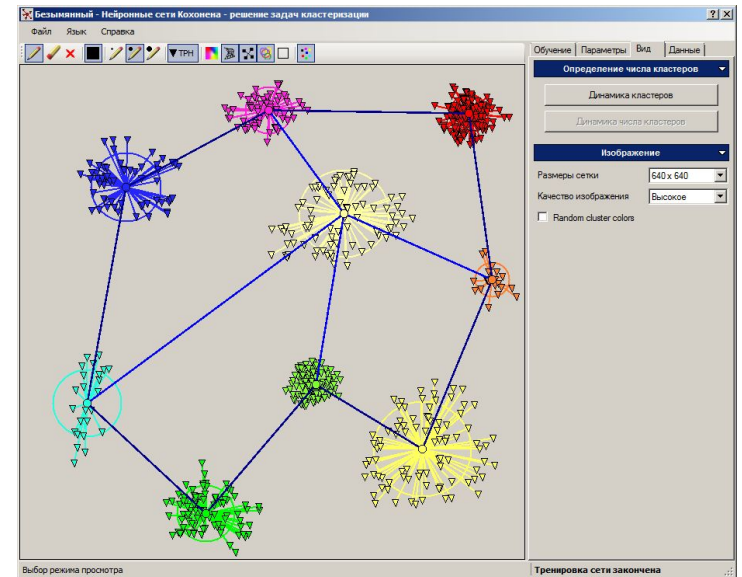 Безымянный - Нейронные сети Кохонена - решение задач кластеризации
Файл Язык Справка
ТРН
Обучение Параметры Вид Данные
Определение числа кластеров
Динамика кластеров
Динамика числа кластеров
Изображение
Размеры сетки 640 x 640
Качество изображения Высокое
Random cluster colors
Выбор режима просмотра
Тренировка сети закончена